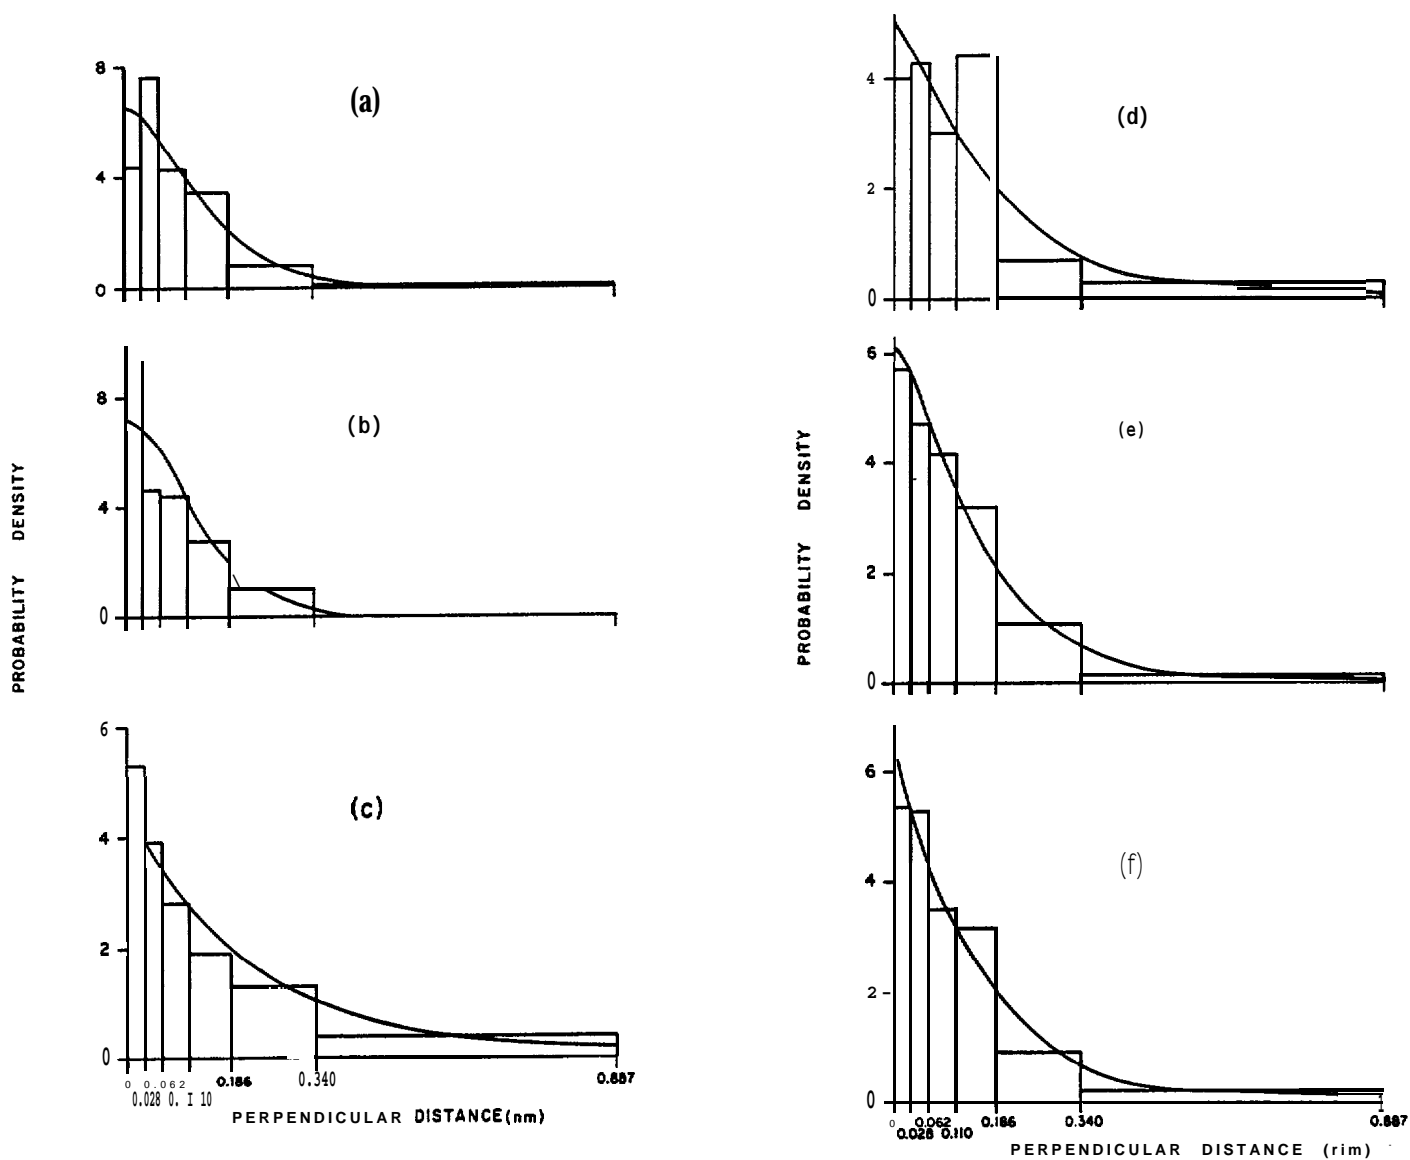 8
4
0
(a)
8
4
0
(b)
PROBABILITY DENSITY
6
4
2
0
(c)
0 0.062 0.186 0.340 0.887
0.028 0. I 10
PERPENDICULAR DISTANCE (nm)
4
2
0
(d)
6
4
2
0
(e)
PROBABILITY DENSITY
6
4
2
0
(f)
0 0.062 0.186 0.340 0.887
0.028 0.110
PERPENDICULAR DISTANCE (rim)